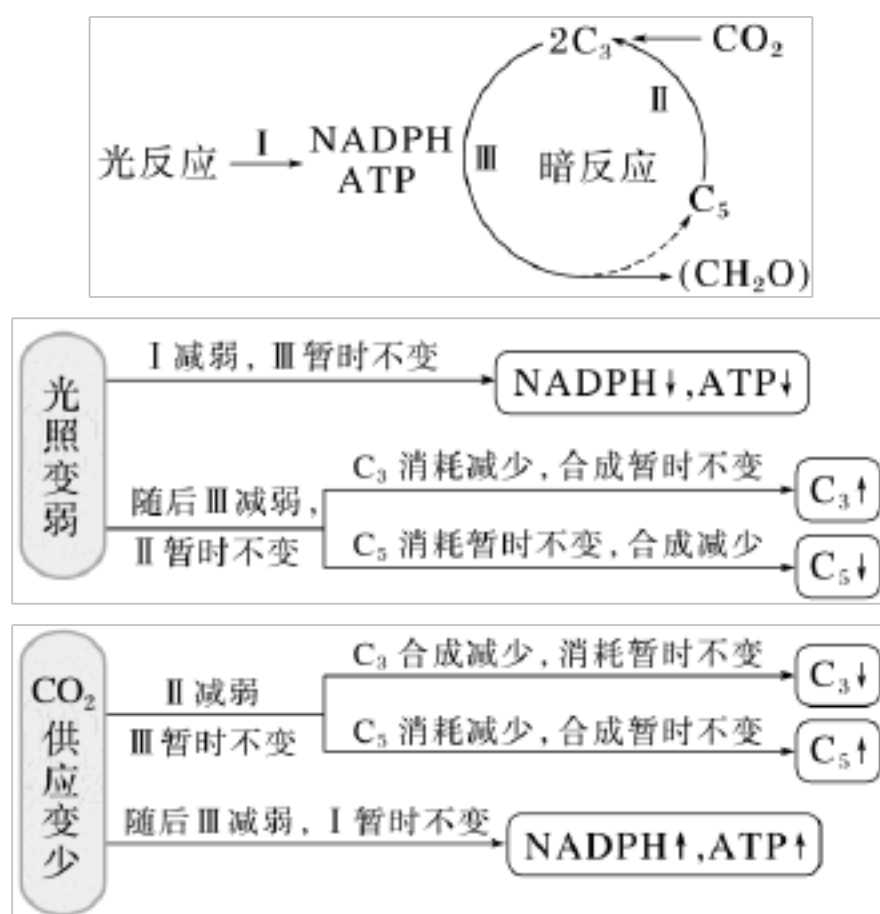 2C₃ CO₂
Ⅱ
光反应 Ⅰ NADPH
ATP
Ⅲ 暗反应
C₅
(CH₂O)
光照变弱
Ⅰ减弱，Ⅲ暂时不变
NADPH↓,ATP↓
随后Ⅲ减弱，
Ⅱ暂时不变
C₃消耗减少，合成暂时不变
C₃↑
C₅消耗暂时不变，合成减少
C₅↓
CO₂供应变少
Ⅱ减弱
Ⅲ暂时不变
C₃合成减少，消耗暂时不变
C₃↓
C₅消耗减少，合成暂时不变
C₅↑
随后Ⅲ减弱，Ⅰ暂时不变
NADPH↑,ATP↑